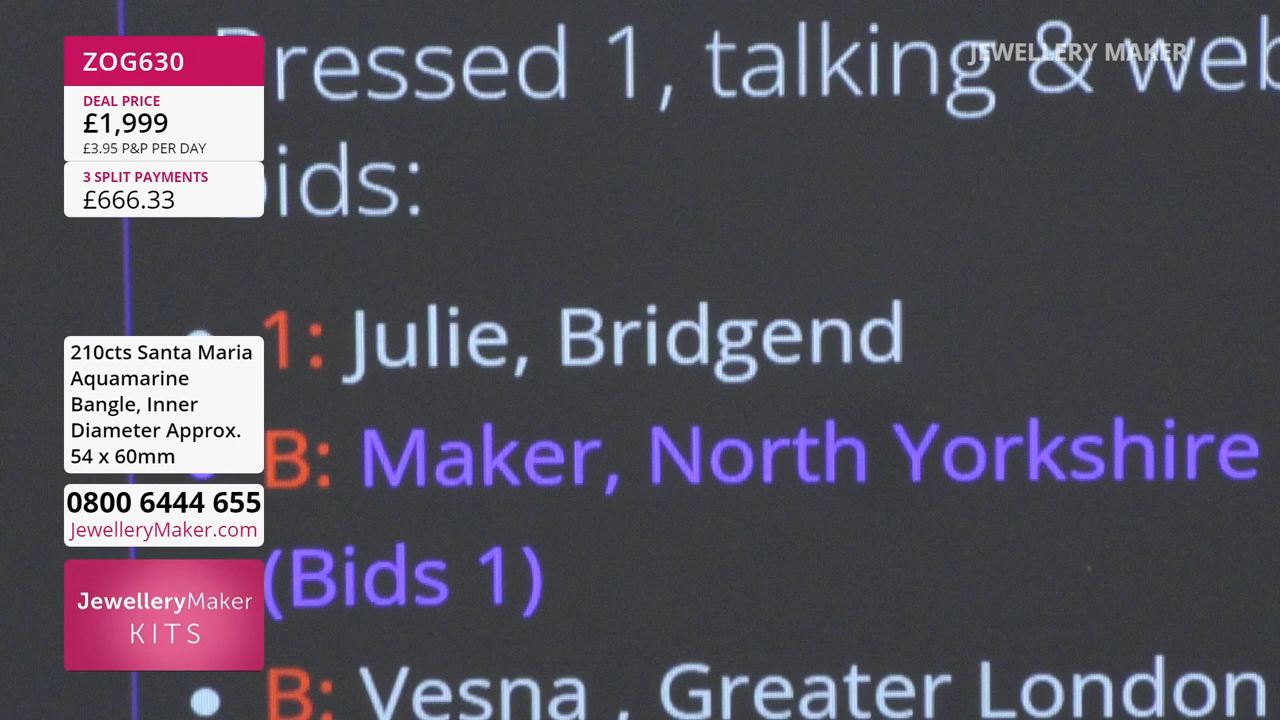 ZOG630
DEAL PRICE
£1,999
£3.95 P&P PER DAY
3 SPLIT PAYMENTS
£666.33
210cts Santa Maria
Aquamarine
Bangle, Inner
Diameter Approx.
54 x 60mm
0800 6444 655
JewelleryMaker.com
JewelleryMaker
KITS
JEWELLERY MAKER
Pressed 1, talking & web
bids:
1: Julie, Bridgend
B: Maker, North Yorkshire
(Bids 1)
B: Vesna , Greater London